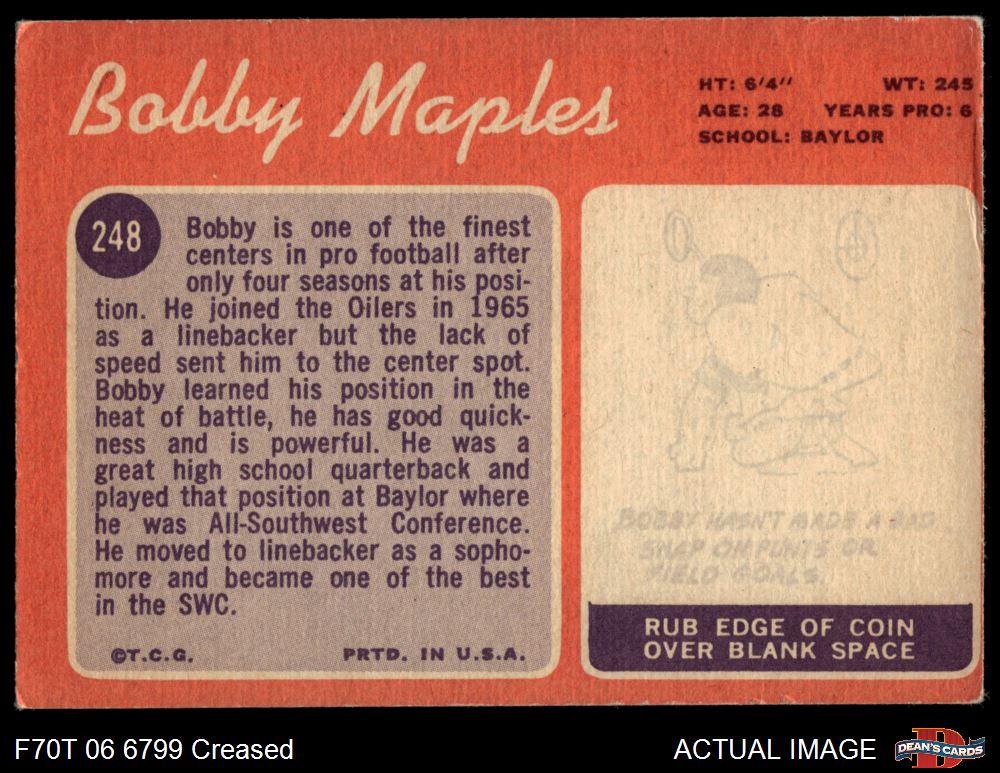 Bobby Maples
HT: 6'4" WT: 245
AGE: 28 YEARS PRO: 6
SCHOOL: BAYLOR
248
Bobby is one of the finest
centers in pro football after
only four seasons at his posi-
tion. He joined the Oilers in 1965
as a linebacker but the lack of
speed sent him to the center spot.
Bobby learned his position in the
heat of battle, he has good quick-
ness and is powerful. He was a
great high school quarterback and
played that position at Baylor where
he was All-Southwest Conference.
He moved to linebacker as a sopho-
more and became one of the best
in the SWC.
©T.C.G. PRTD. IN U.S.A.
BOBBY HASN'T MADE A BAD
SNAP ON PUNTS OR
FIELD GOALS.
RUB EDGE OF COIN
OVER BLANK SPACE
F70T 06 6799 Creased
ACTUAL IMAGE
DEAN'S CARDS